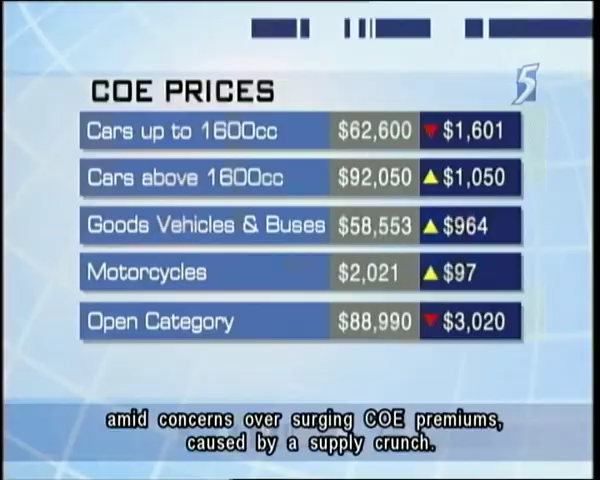 5
COE PRICES
Cars up to 1600cc $62,600 ▼ $1,601
Cars above 1600cc $92,050 ▲ $1,050
Goods Vehicles & Buses $58,553 ▲ $964
Motorcycles $2,021 ▲ $97
Open Category $88,990 ▼ $3,020
amid concerns over surging COE premiums,
caused by a supply crunch.